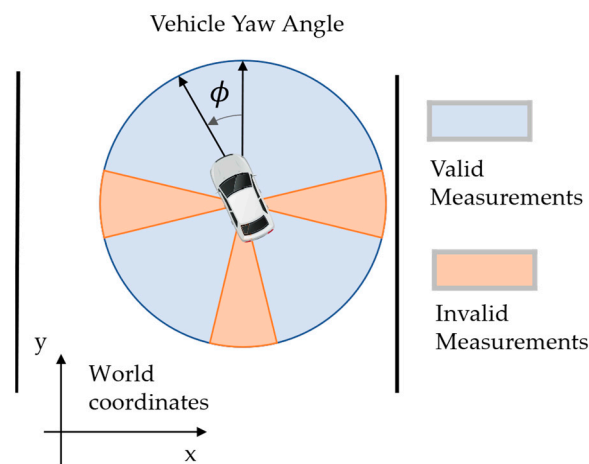 Vehicle Yaw Angle
ϕ
Valid
Measurements
Invalid
Measurements
y
World
coordinates
x